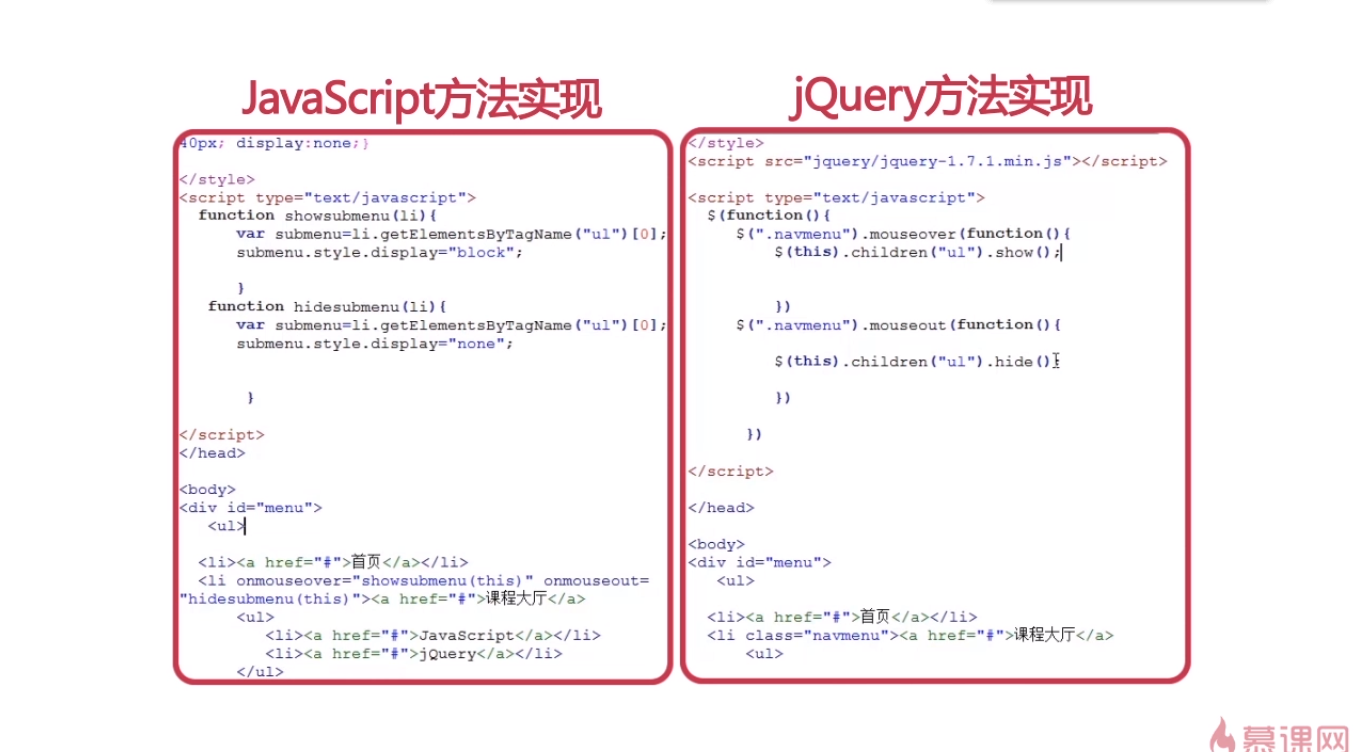 JavaScript方法实现
40px; display:none;}
</style>
<script type="text/javascript">
function showsubmenu(li){
var submenu=li.getElementsByTagName("ul")[0];
submenu.style.display="block";
}
function hidesubmenu(li){
var submenu=li.getElementsByTagName("ul")[0];
submenu.style.display="none";
}
</script>
</head>
<body>
<div id="menu">
<ul>
<li><a href="#">首页</a></li>
<li onmouseover="showsubmenu(this)" onmouseout=
"hidesubmenu(this)"><a href="#">课程大厅</a>
<ul>
<li><a href="#">JavaScript</a></li>
<li><a href="#">jQuery</a></li>
</ul>
jQuery方法实现
</style>
<script src="jquery/jquery-1.7.1.min.js"></script>
<script type="text/javascript">
$(function(){
$(".navmenu").mouseover(function(){
$(this).children("ul").show();
})
$(".navmenu").mouseout(function(){
$(this).children("ul").hide();
})
})
</script>
</head>
<body>
<div id="menu">
<ul>
<li><a href="#">首页</a></li>
<li class="navmenu"><a href="#">课程大厅</a>
<ul>
慕课网